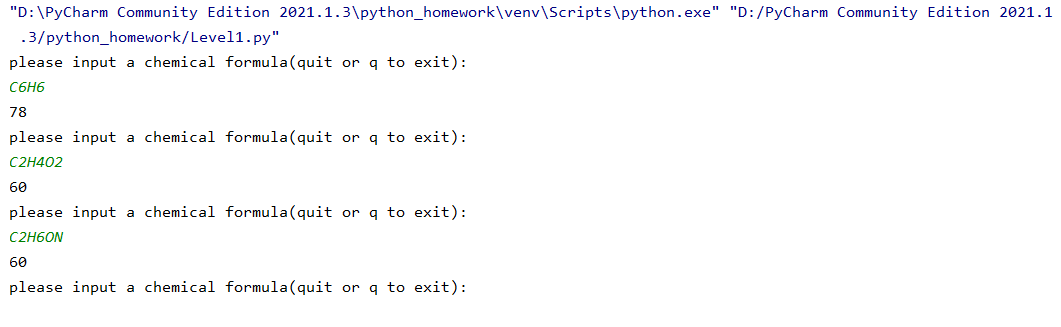 "D:\PyCharm Community Edition 2021.1.3\python_homework\venv\Scripts\python.exe" "D:/PyCharm Community Edition 2021.1
.3/python_homework/Level1.py"
please input a chemical formula(quit or q to exit):
C6H6
78
please input a chemical formula(quit or q to exit):
C2H4O2
60
please input a chemical formula(quit or q to exit):
C2H6ON
60
please input a chemical formula(quit or q to exit):